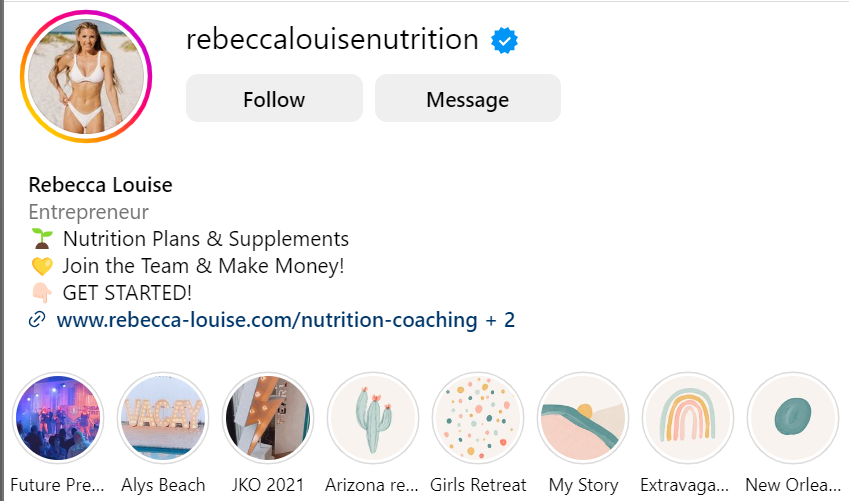 rebeccalouisenutrition
Follow
Message
Rebecca Louise
Entrepreneur
🌱 Nutrition Plans & Supplements
💛 Join the Team & Make Money!
👇🏻 GET STARTED!
www.rebecca-louise.com/nutrition-coaching + 2
VACAY
Future Pre... Alys Beach JKO 2021 Arizona re... Girls Retreat My Story Extravaga... New Orlea...